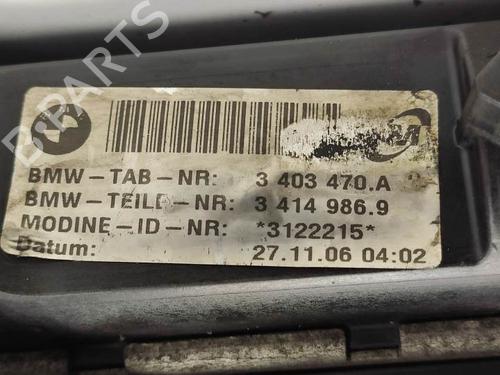 BMW-TAB-NR: 3 403 470.A
BMW-TEILE-NR: 3 414 986.9
MODINE-ID-NR: *3122215*
Datum: 27.11.06 04:02